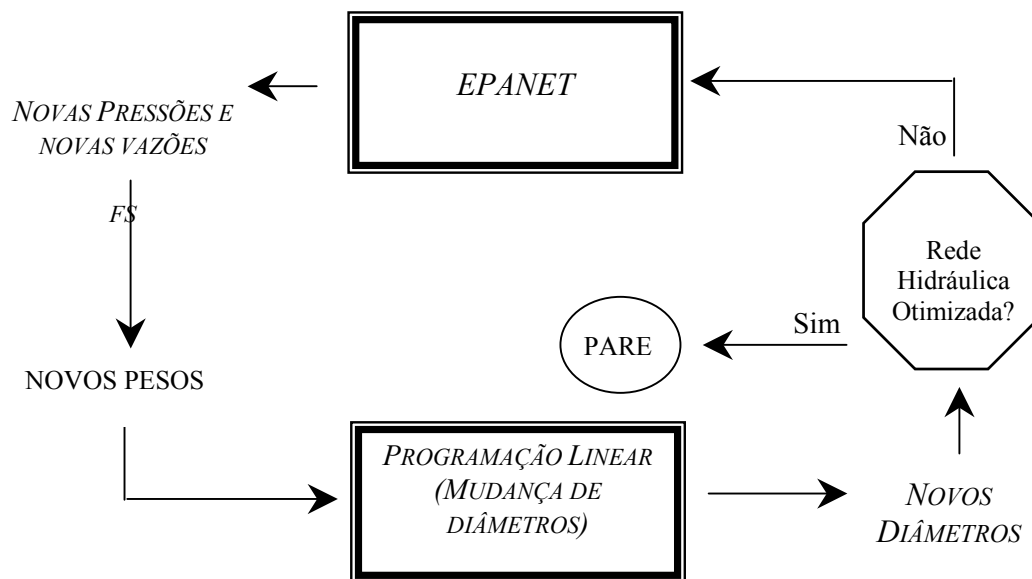 EPANET
NOVAS PRESSÕES E
NOVAS VAZÕES
Não
FS
Rede
Hidráulica
Otimizada?
Sim
PARE
NOVOS PESOS
PROGRAMAÇÃO LINEAR
(MUDANÇA DE
DIÂMETROS)
NOVOS
DIÂMETROS